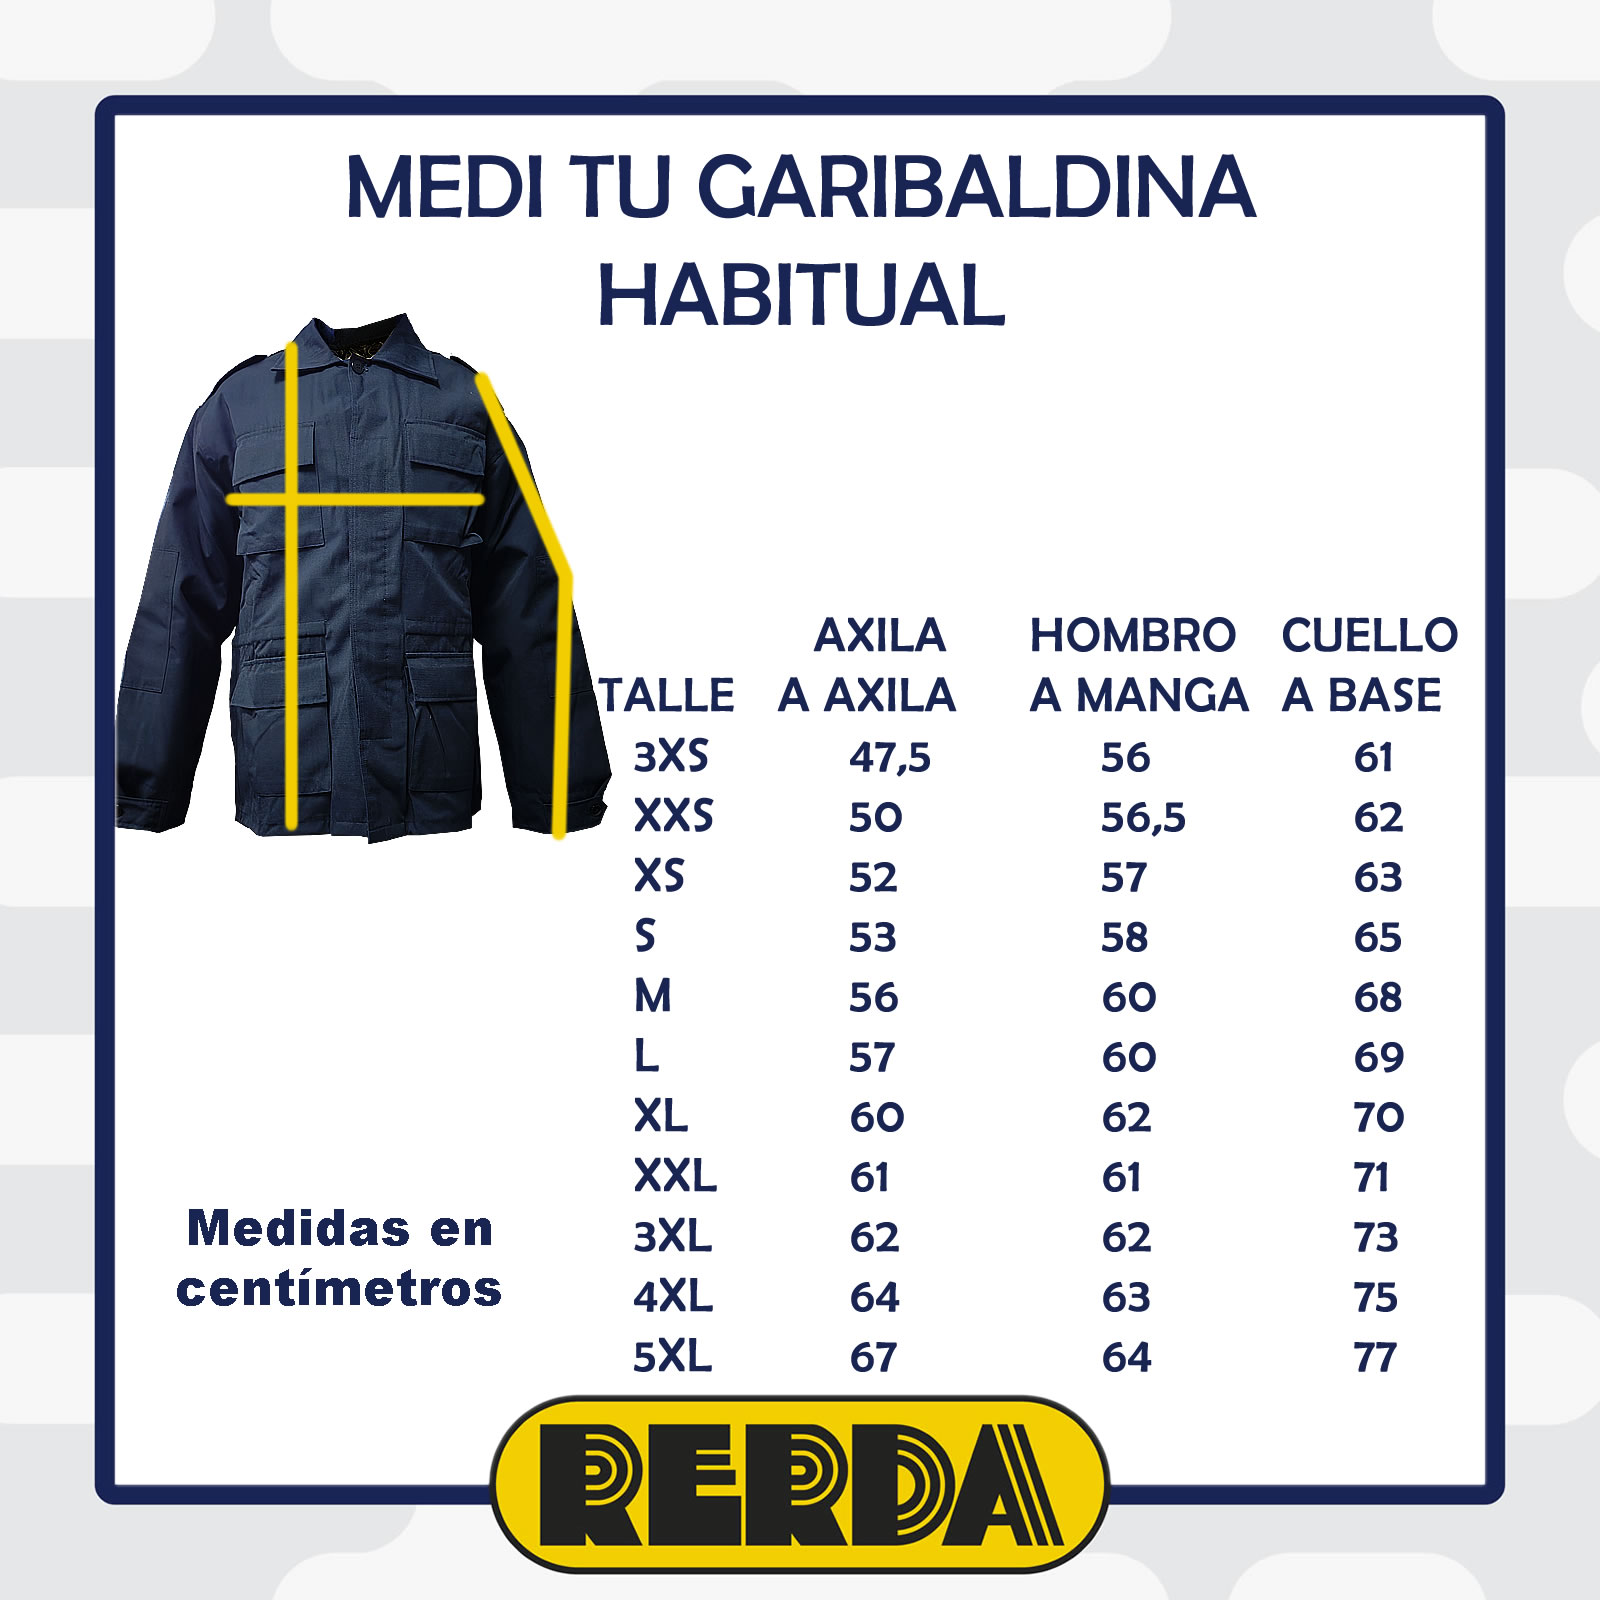 MEDI TU GARIBALDINA
HABITUAL
AXILA HOMBRO CUELLO
TALLE A AXILA A MANGA A BASE
3XS 47,5 56 61
XXS 50 56,5 62
XS 52 57 63
S 53 58 65
M 56 60 68
L 57 60 69
XL 60 62 70
XXL 61 61 71
3XL 62 62 73
4XL 64 63 75
5XL 67 64 77
Medidas en
centímetros
RERDA